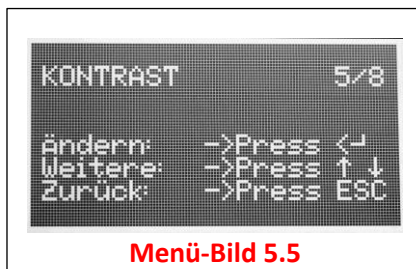 KONTRAST 5/8
Ändern: ->Press <┘
Weitere: ->Press ↑ ↓
Zurück: ->Press ESC
Menü-Bild 5.5